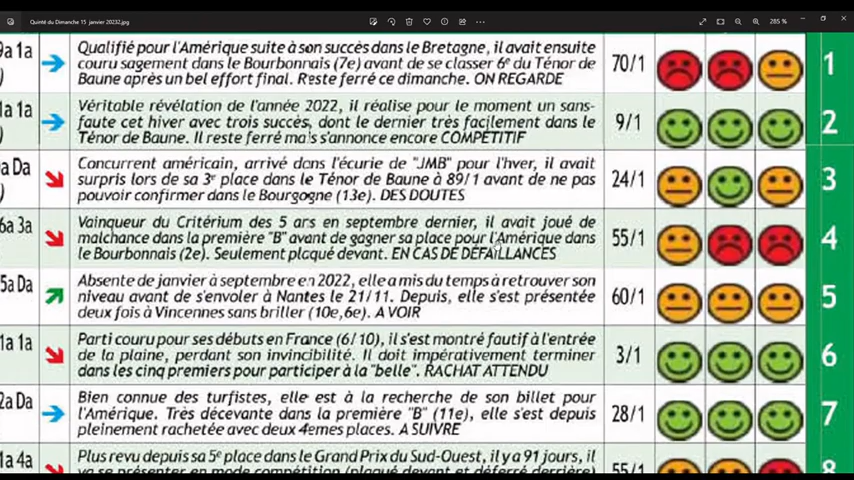 Quinté du Dimanche 15 janvier 20232.jpg
285 %
9a 1a
Qualifié pour l'Amérique suite à son succès dans le Bretagne, il avait ensuite
couru sagement dans le Bourbonnais (7e) avant de se classer 6e du Ténor de
Baune après un bel effort final. Reste ferré ce dimanche. ON REGARDE
70/1
1
1a 1a
Véritable révélation de l'année 2022, il réalise pour le moment un sans-
faute cet hiver avec trois succès, dont le dernier très facilement dans le
Ténor de Baune. Il reste ferré mais s'annonce encore COMPÉTITIF
9/1
2
a Da
Concurrent américain, arrivé dans l'écurie de "JMB" pour l'hver, il avait
surpris lors de sa 3e place dans le Ténor de Baune à 89/1 avant de ne pas
pouvoir confirmer dans le Bourgogne (13e). DES DOUTES
24/1
3
6a 3a
Vainqueur du Critérium des 5 ans en septembre dernier, il avait joué de
malchance dans la première "B" avant de gagner sa place pour l'Amérique dans
le Bourbonnais (2e). Seulement plaqué devant. EN CAS DE DÉFAILLANCES
55/1
4
5a Da
Absente de janvier à septembre en 2022, elle a mis du temps à retrouver son
niveau avant de s'envoler à Nantes le 21/11. Depuis, elle s'est présentée
deux fois à Vincennes sans briller (10e,6e). A VOIR
60/1
5
1a 1a
Parti couru pour ses débuts en France (6/10), il s'est montré fautif à l'entrée
de la plaine, perdant son invincibilité. Il doit impérativement terminer
dans les cinq premiers pour participer à la "belle". RACHAT ATTENDU
3/1
6
2a Da
Bien connue des turfistes, elle est à la recherche de son billet pour
l'Amérique. Très décevante dans la première "B" (11e), elle s'est depuis
pleinement rachetée avec deux 4emes places. A SUIVRE
28/1
7
1a 4a
Plus revu depuis sa 5e place dans le Grand Prix du Sud-Ouest, il y a 91 jours, il
va se présenter en mode compétition (plaqué devant et déferré derrière)
55/1
8